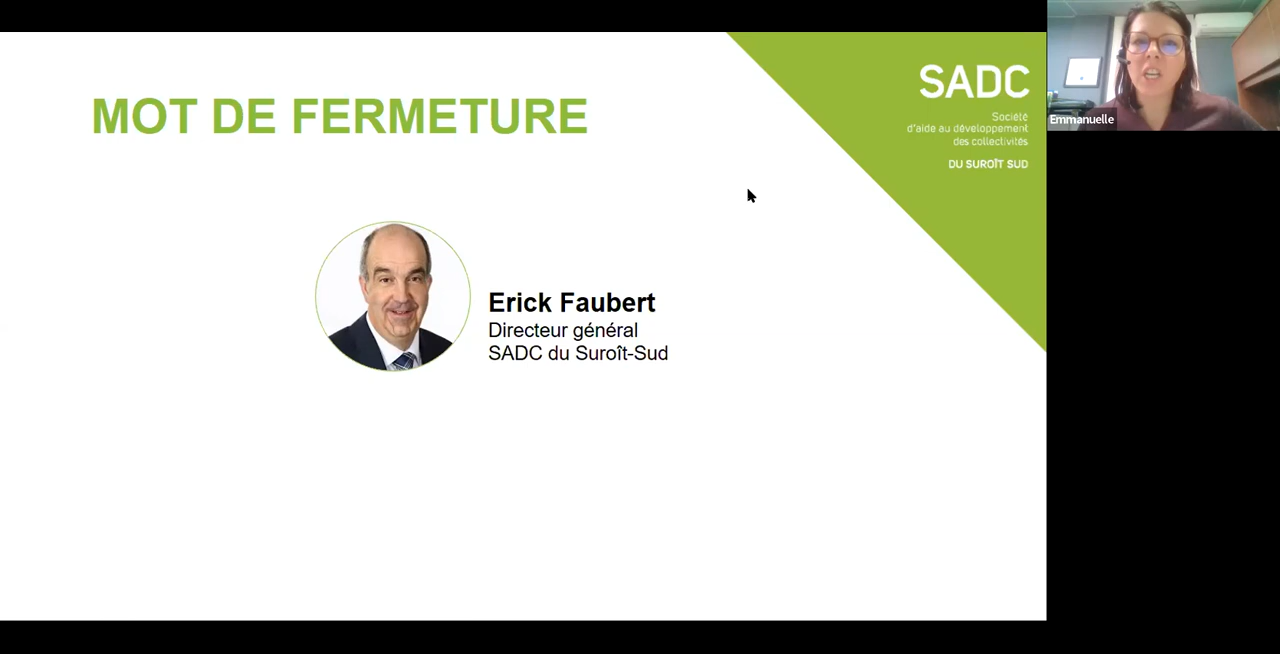 MOT DE FERMETURE
SADC
Société
d'aide au développement
des collectivités
DU SUROÎT SUD
Emmanuelle
Erick Faubert
Directeur général
SADC du Suroît-Sud